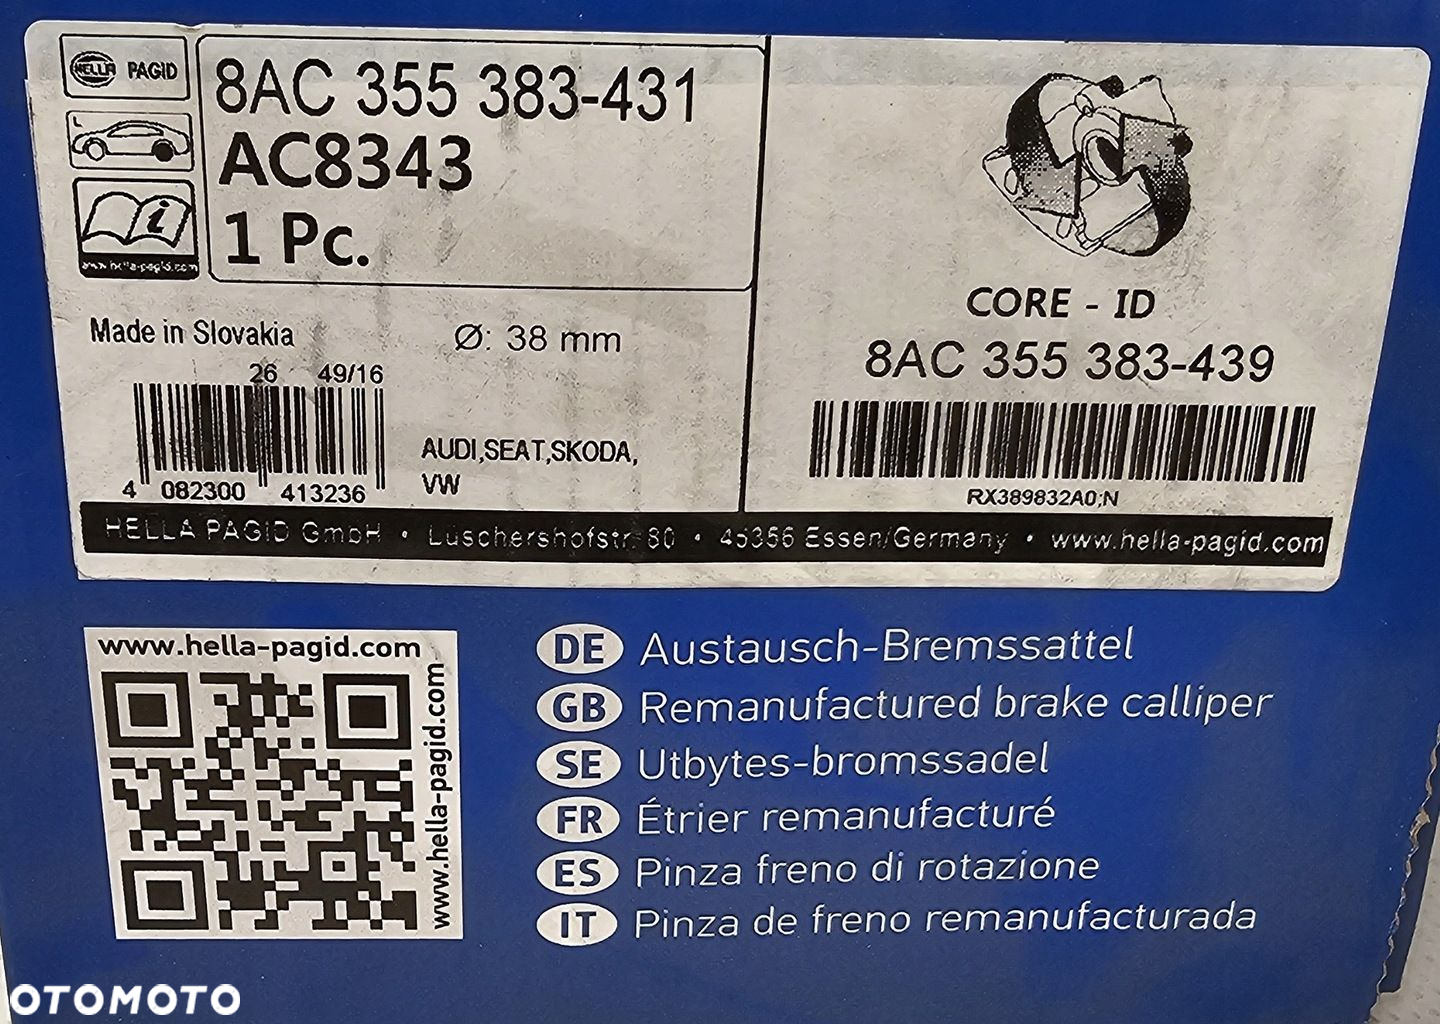 HELLA PAGID
8AC 355 383-431
L
AC8343
1 Pc.
www.hella-pagid.com
CORE - ID
8AC 355 383-439
RX389832A0;N
Made in Slovakia
Ø: 38 mm
26 49/16
4 082300 413236
AUDI,SEAT,SKODA,
VW
HELLA PAGID GmbH • Lüschershofstr. 80 • 45356 Essen/Germany • www.hella-pagid.com
www.hella-pagid.com
www.hella-pagid.com
DE Austausch-Bremssattel
GB Remanufactured brake calliper
SE Utbytes-bromssadel
FR Étrier remanufacturé
ES Pinza freno di rotazione
IT Pinza de freno remanufacturada
OTOMOTO